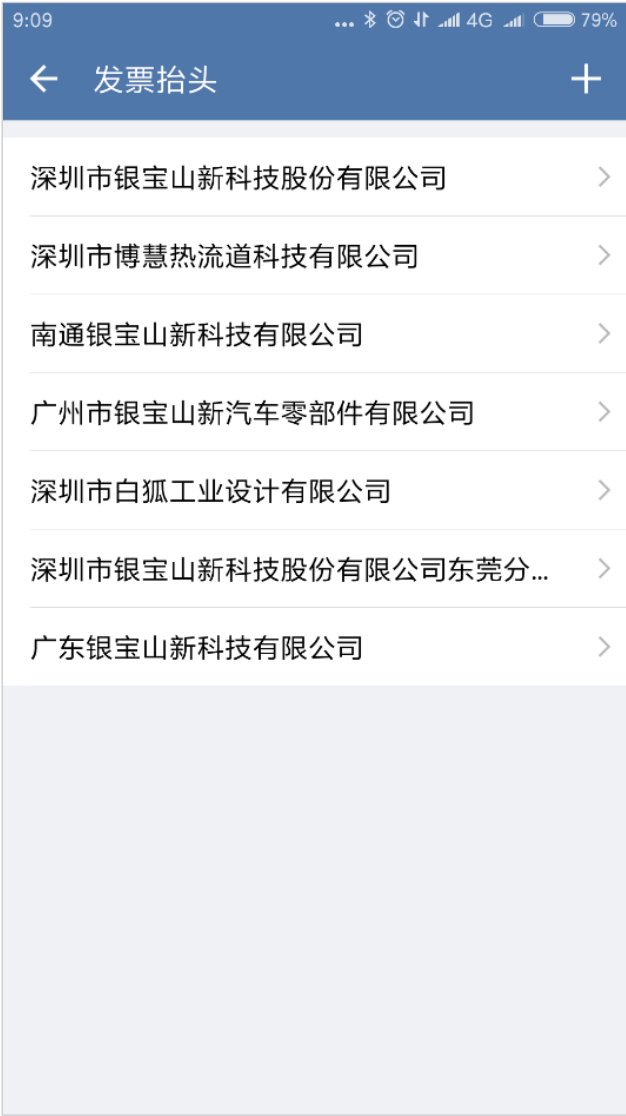 9:09
... 4G 79%
发票抬头
深圳市银宝山新科技股份有限公司
深圳市博慧热流道科技有限公司
南通银宝山新科技有限公司
广州市银宝山新汽车零部件有限公司
深圳市白狐工业设计有限公司
深圳市银宝山新科技股份有限公司东莞分...
广东银宝山新科技有限公司